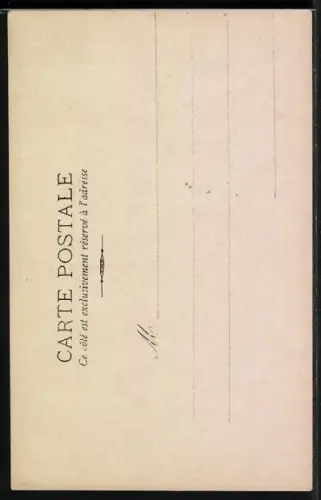 CARTE POSTALE
Ce côté est exclusivement réservé à l'adresse
M